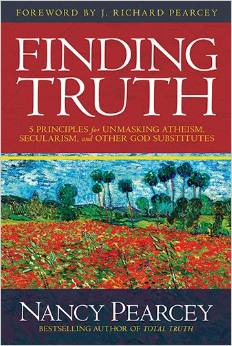 FOREWORD BY J. RICHARD PEARCEY
FINDING
TRUTH
5 PRINCIPLES for UNMASKING ATHEISM,
SECULARISM, and OTHER GOD SUBSTITUTES
NANCY PEARCEY
BESTSELLING AUTHOR OF TOTAL TRUTH